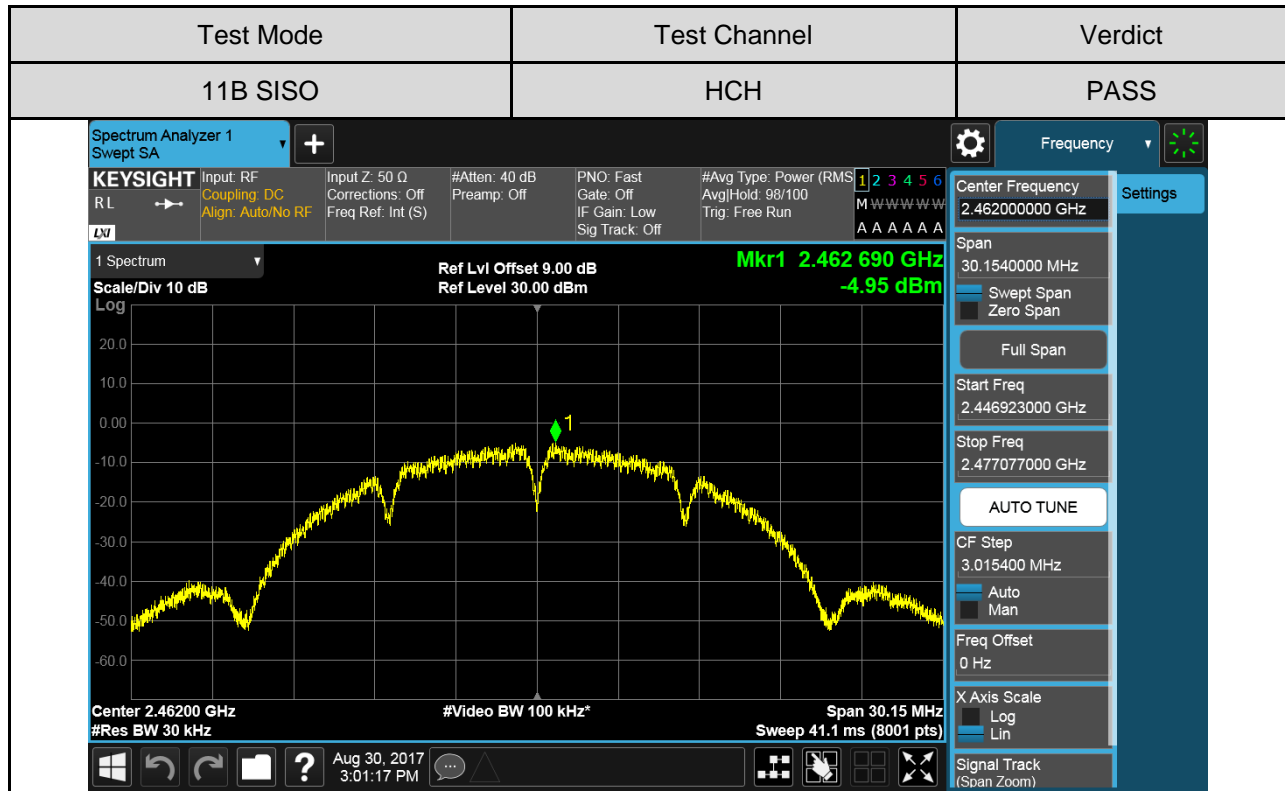 Test Mode Test Channel Verdict
11B SISO HCH PASS
Spectrum Analyzer 1
Swept SA
+
Frequency
KEYSIGHT Input: RF Input Z: 50 Ω #Atten: 40 dB PNO: Fast #Avg Type: Power (RMS 1 2 3 4 5 6
RL Coupling: DC Corrections: Off Preamp: Off Gate: Off Avg|Hold: 98/100 M W W W W W
Align: Auto/No RF Freq Ref: Int (S) IF Gain: Low Trig: Free Run
LXI Sig Track: Off A A A A A A
1 Spectrum
Scale/Div 10 dB
Ref Lvl Offset 9.00 dB
Ref Level 30.00 dBm
Mkr1 2.462 690 GHz
-4.95 dBm
Log
20.0
10.0
0.00
-10.0
-20.0
-30.0
-40.0
-50.0
-60.0
1
Center 2.46200 GHz #Video BW 100 kHz* Span 30.15 MHz
#Res BW 30 kHz Sweep 41.1 ms (8001 pts)
Center Frequency
2.462000000 GHz
Settings
Span
30.1540000 MHz
Swept Span
Zero Span
Full Span
Start Freq
2.446923000 GHz
Stop Freq
2.477077000 GHz
AUTO TUNE
CF Step
3.015400 MHz
Auto
Man
Freq Offset
0 Hz
X Axis Scale
Log
Lin
Signal Track
(Span Zoom)
?
Aug 30, 2017
3:01:17 PM